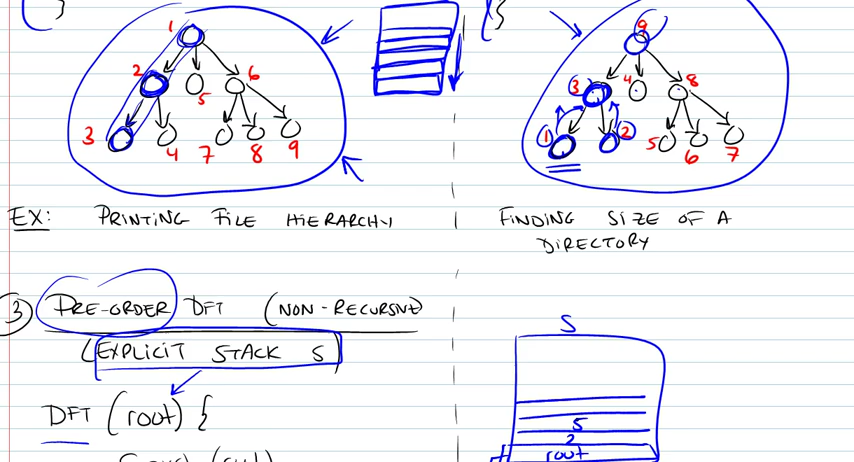 }
1
2
6
5
3
4
7
8
9
}
9
3
4
8
1
2
5
6
7
EX: PRINTING FILE HIERARCHY
FINDING SIZE OF A
DIRECTORY
3 PRE-ORDER DFT (NON-RECURSIVE)
(EXPLICIT STACK S)
DFT (root) {
S
5
2
root